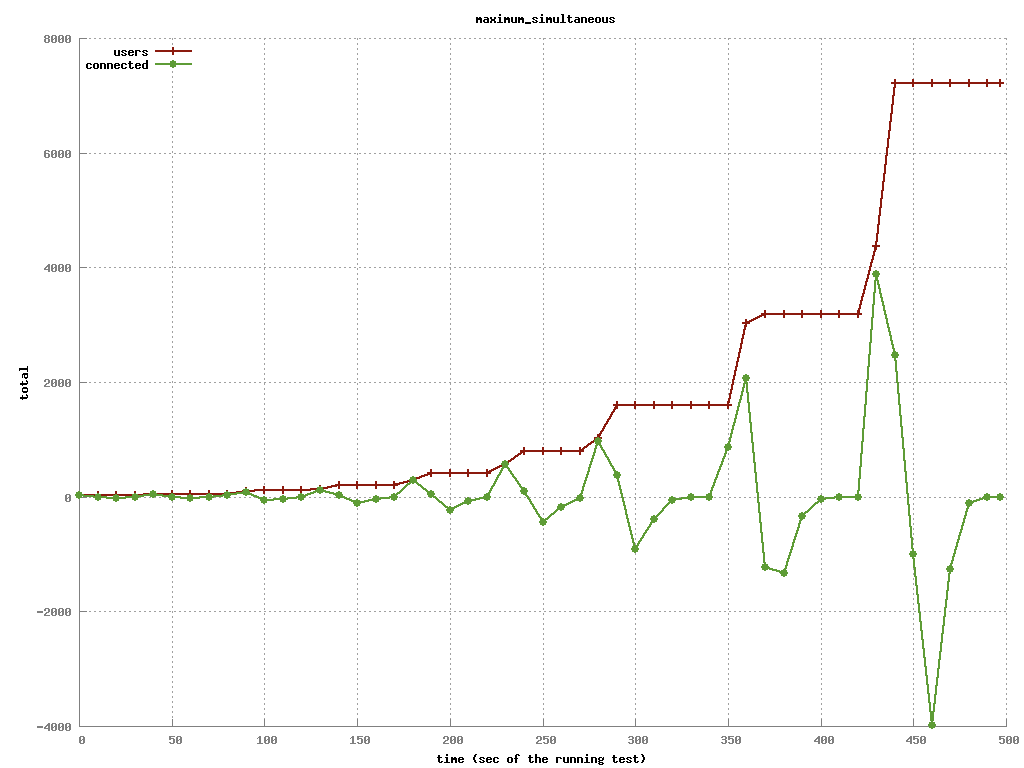 maximum_simultaneous
8000
users
connected
6000
4000
2000
total
0
-2000
-4000
0 50 100 150 200 250 300 350 400 450 500
time (sec of the running test)